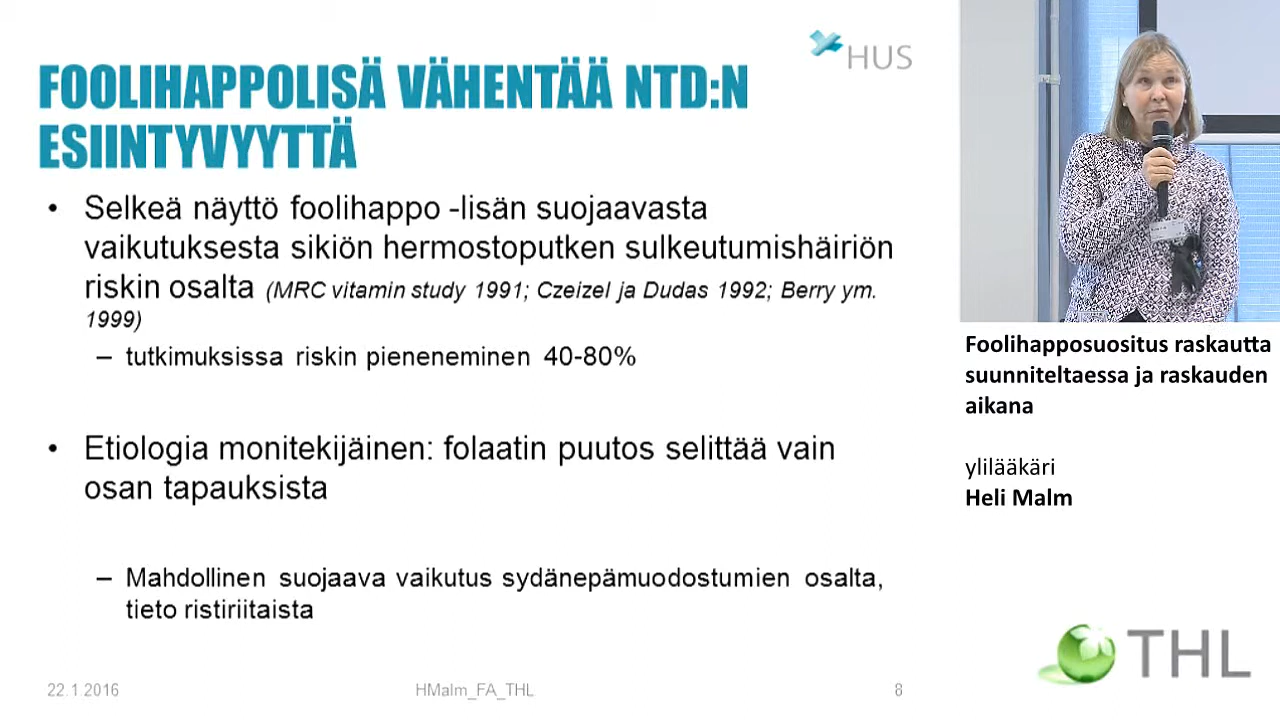 HUS
FOOLIHAPPOLISÄ VÄHENTÄÄ NTD:N
ESIINTYVYYTTÄ
• Selkeä näyttö foolihappo -lisän suojaavasta
vaikutuksesta sikiön hermostoputken sulkeutumishäiriön
riskin osalta (MRC vitamin study 1991; Czeizel ja Dudas 1992; Berry ym.
1999)
– tutkimuksissa riskin pieneneminen 40-80%
• Etiologia monitekijäinen: folaatin puutos selittää vain
osan tapauksista
– Mahdollinen suojaava vaikutus sydänepämuodostumien osalta,
tieto ristiriitaista
22.1.2016
HMalm_FA_THL
8
Foolihapposuositus raskautta
suunniteltaessa ja raskauden
aikana
ylilääkäri
Heli Malm
THL